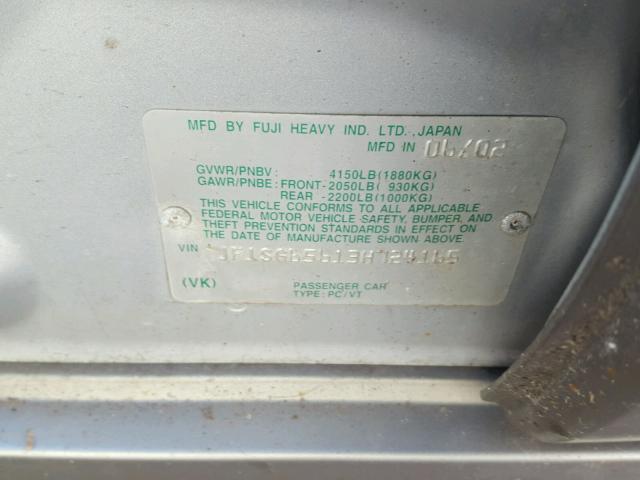 MFD BY FUJI HEAVY IND. LTD., JAPAN
MFD IN 06/02
GVWR/PNBV: 4150LB(1880KG)
GAWR/PNBE: FRONT-2050LB( 930KG)
REAR -2200LB(1000KG)
THIS VEHICLE CONFORMS TO ALL APPLICABLE
FEDERAL MOTOR VEHICLE SAFETY, BUMPER, AND
THEFT PREVENTION STANDARDS IN EFFECT ON
THE DATE OF MANUFACTURE SHOWN ABOVE.
VIN JF1SG65613H724165
(VK) PASSENGER CAR
TYPE: PC/VT